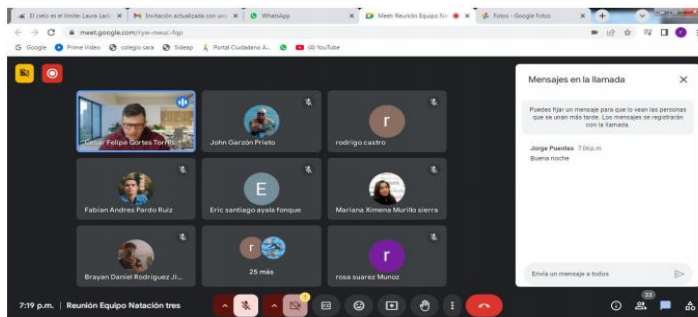 El cielo es el límite: Laura Lacl
Invitación actualizada con una
WhatsApp
Meet: Reunión Equipo Na
Fotos - Google Fotos
meet.google.com/ryw-nwuc-fqp
Google
Prime Video
colegio sara
Sideap
Portal Ciudadano A...
(4) YouTube
Cesar Felipe Cortes Torres
John Garzón Prieto
r
rodrigo castro
Fabian Andres Pardo Ruiz
E
Eric santiago ayala fonque
Mariana Ximena Murillo sierra
Brayan Daniel Rodriguez Ji...
r
25 más
r
rosa suarez Munoz
Mensajes en la llamada
Puedes fijar un mensaje para que lo vean las personas
que se unan más tarde. Los mensajes se registrarán
con la llamada.
Jorge Puentes 7:06 p.m.
Buena noche
Envía un mensaje a todos
7:19 p.m. | Reunión Equipo Natación tres
33